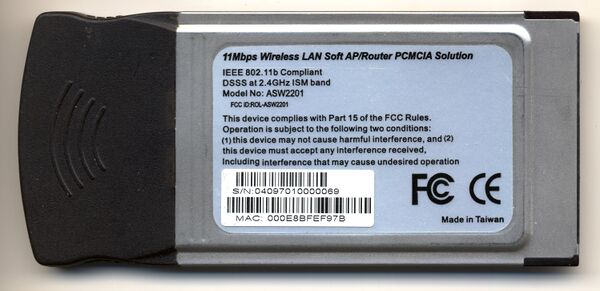 11Mbps Wireless LAN Soft AP/Router PCMCIA Solution
IEEE 802.11b Compliant
DSSS at 2.4GHz ISM band
Model No: ASW2201
FCC ID:ROL-ASW2201
This device complies with Part 15 of the FCC Rules.
Operation is subject to the following two conditions:
(1) this device may not cause harmful interference, and (2)
this device must accept any interference received,
Including interference that may cause undesired operation
S/N:04097010000069
MAC: 000E8BFEF97B
FC CE
Made in Taiwan